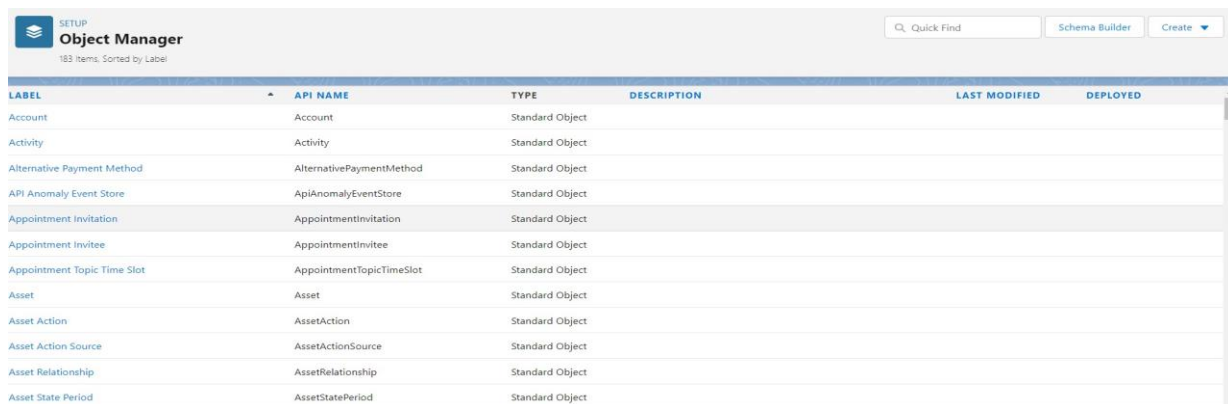 SETUP
Object Manager
183 Items, Sorted by Label
Quick Find
Schema Builder
Create
LABEL API NAME TYPE DESCRIPTION LAST MODIFIED DEPLOYED
Account Account Standard Object
Activity Activity Standard Object
Alternative Payment Method AlternativePaymentMethod Standard Object
API Anomaly Event Store ApiAnomalyEventStore Standard Object
Appointment Invitation AppointmentInvitation Standard Object
Appointment Invitee AppointmentInvitee Standard Object
Appointment Topic Time Slot AppointmentTopicTimeSlot Standard Object
Asset Asset Standard Object
Asset Action AssetAction Standard Object
Asset Action Source AssetActionSource Standard Object
Asset Relationship AssetRelationship Standard Object
Asset State Period AssetStatePeriod Standard Object